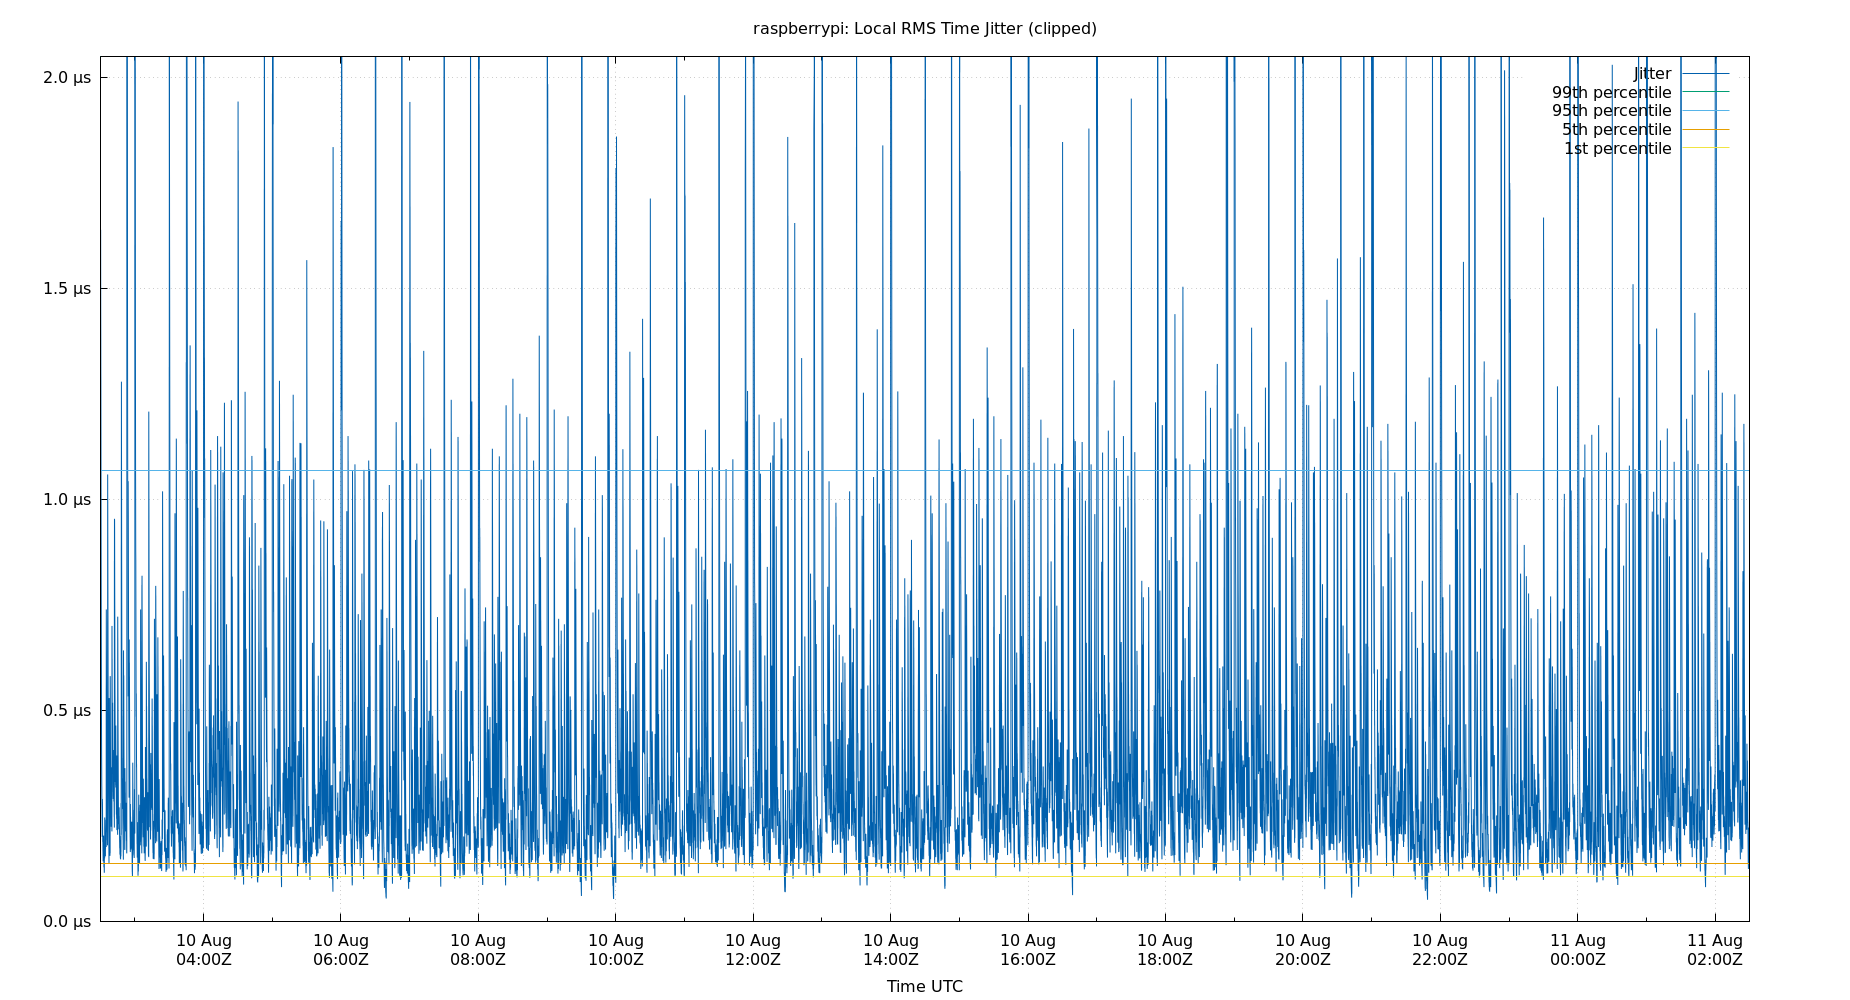 raspberrypi: Local RMS Time Jitter (clipped)
2.0 µs
1.5 µs
1.0 µs
0.5 µs
0.0 µs
Jitter
99th percentile
95th percentile
5th percentile
1st percentile
10 Aug 10 Aug 10 Aug 10 Aug 10 Aug 10 Aug 10 Aug 10 Aug 10 Aug 10 Aug 11 Aug 11 Aug
04:00Z 06:00Z 08:00Z 10:00Z 12:00Z 14:00Z 16:00Z 18:00Z 20:00Z 22:00Z 00:00Z 02:00Z
Time UTC